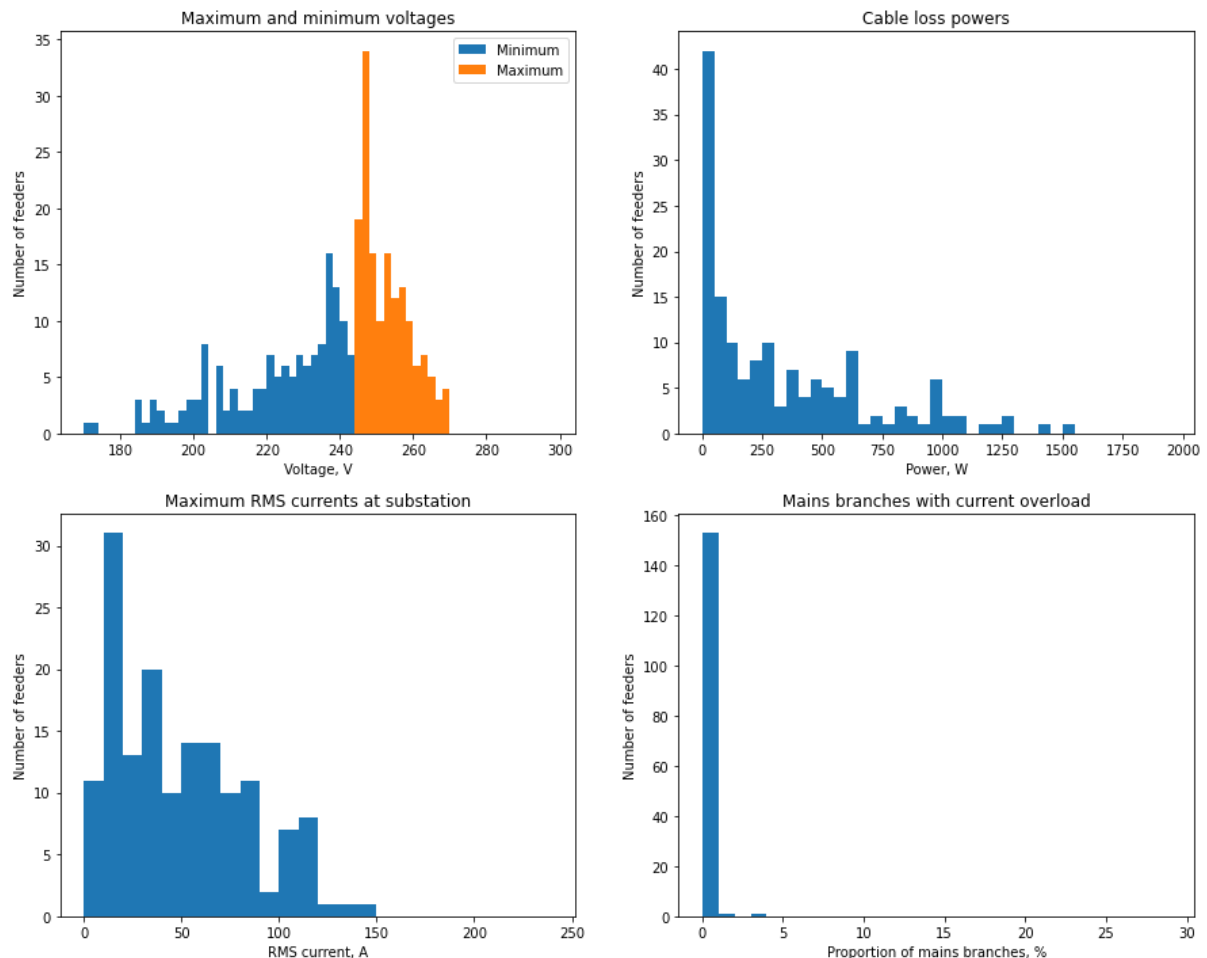 Maximum and minimum voltages
Minimum
Maximum
Number of feeders
35
30
25
20
15
10
5
0
180 200 220 240 260 280 300
Voltage, V
Cable loss powers
Number of feeders
40
35
30
25
20
15
10
5
0
0 250 500 750 1000 1250 1500 1750 2000
Power, W
Maximum RMS currents at substation
Number of feeders
30
25
20
15
10
5
0
0 50 100 150 200 250
RMS current, A
Mains branches with current overload
Number of feeders
160
140
120
100
80
60
40
20
0
0 5 10 15 20 25 30
Proportion of mains branches, %